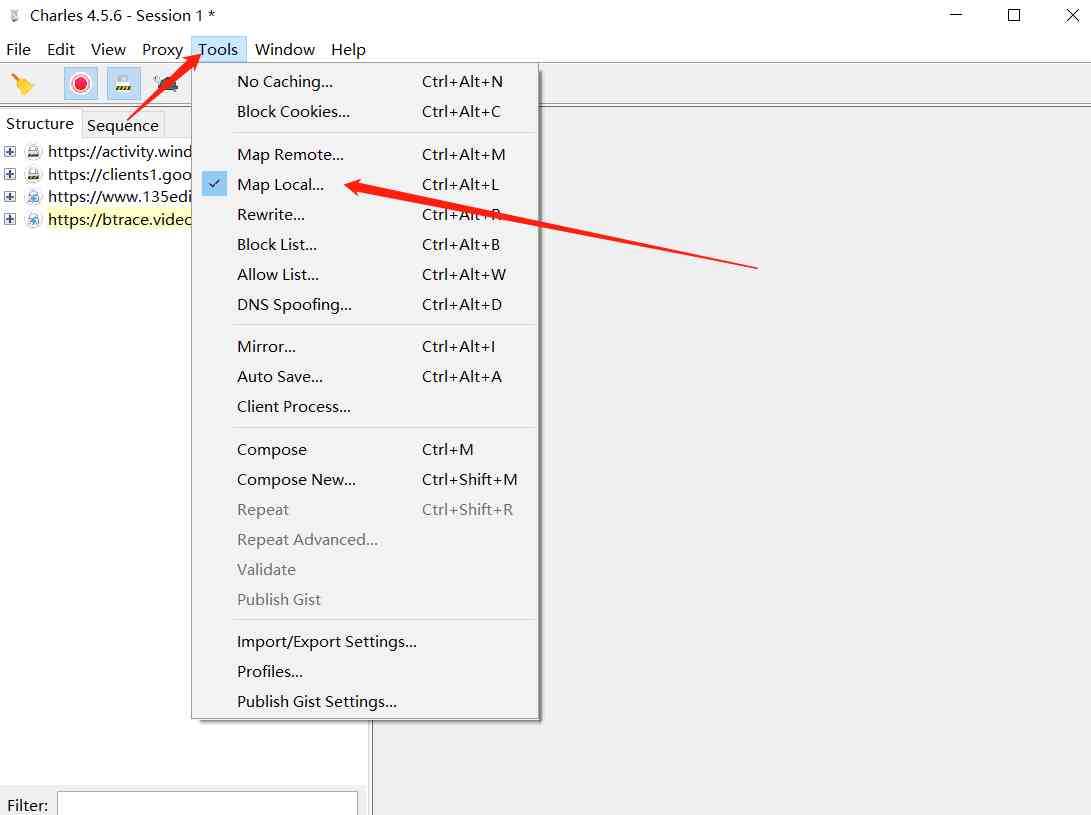 Charles 4.5.6 - Session 1 *
File Edit View Proxy Tools Window Help
Structure Sequence
https://activity.wind
https://clients1.goo
https://www.135edi
https://btrace.video
No Caching... Ctrl+Alt+N
Block Cookies... Ctrl+Alt+C
Map Remote... Ctrl+Alt+M
Map Local... Ctrl+Alt+L
Rewrite... Ctrl+Alt+R
Block List... Ctrl+Alt+B
Allow List... Ctrl+Alt+W
DNS Spoofing... Ctrl+Alt+D
Mirror... Ctrl+Alt+I
Auto Save... Ctrl+Alt+A
Client Process...
Compose Ctrl+M
Compose New... Ctrl+Shift+M
Repeat Ctrl+Shift+R
Repeat Advanced...
Validate
Publish Gist
Import/Export Settings...
Profiles...
Publish Gist Settings...
Filter: